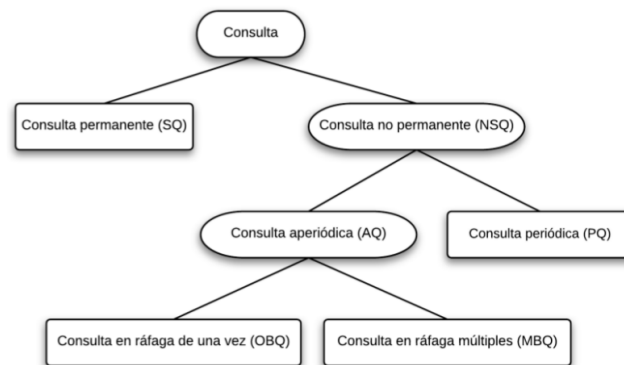 Consulta
Consulta permanente (SQ)
Consulta no permanente (NSQ)
Consulta aperiódica (AQ)
Consulta periódica (PQ)
Consulta en ráfaga de una vez (OBQ)
Consulta en ráfaga múltiples (MBQ)